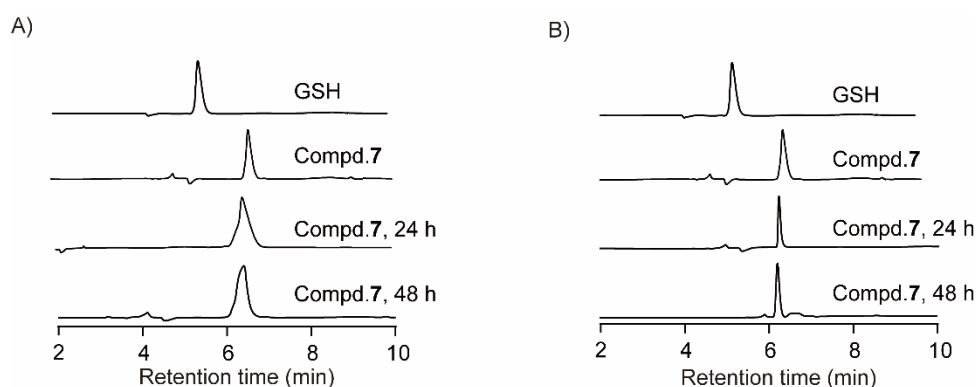 A)
GSH
Compd.7
Compd.7, 24 h
Compd.7, 48 h
2 4 6 8 10
Retention time (min)
B)
GSH
Compd.7
Compd.7, 24 h
Compd.7, 48 h
2 4 6 8 10
Retention time (min)